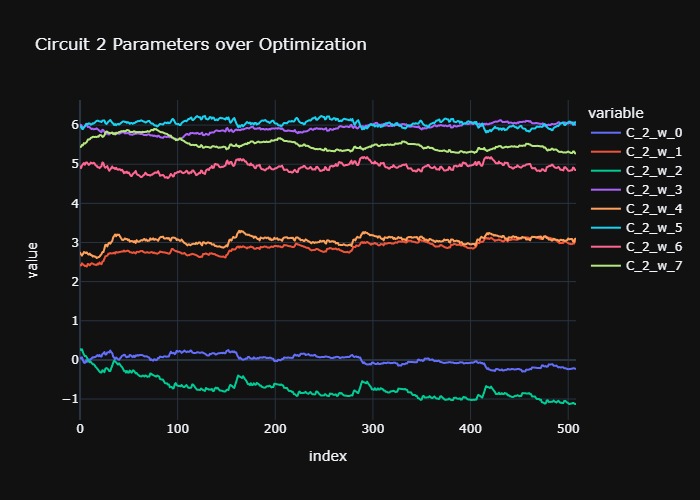 Circuit 2 Parameters over Optimization
variable
C_2_w_0
C_2_w_1
C_2_w_2
C_2_w_3
C_2_w_4
C_2_w_5
C_2_w_6
C_2_w_7
value
6
5
4
3
2
1
0
−1
0 100 200 300 400 500
index